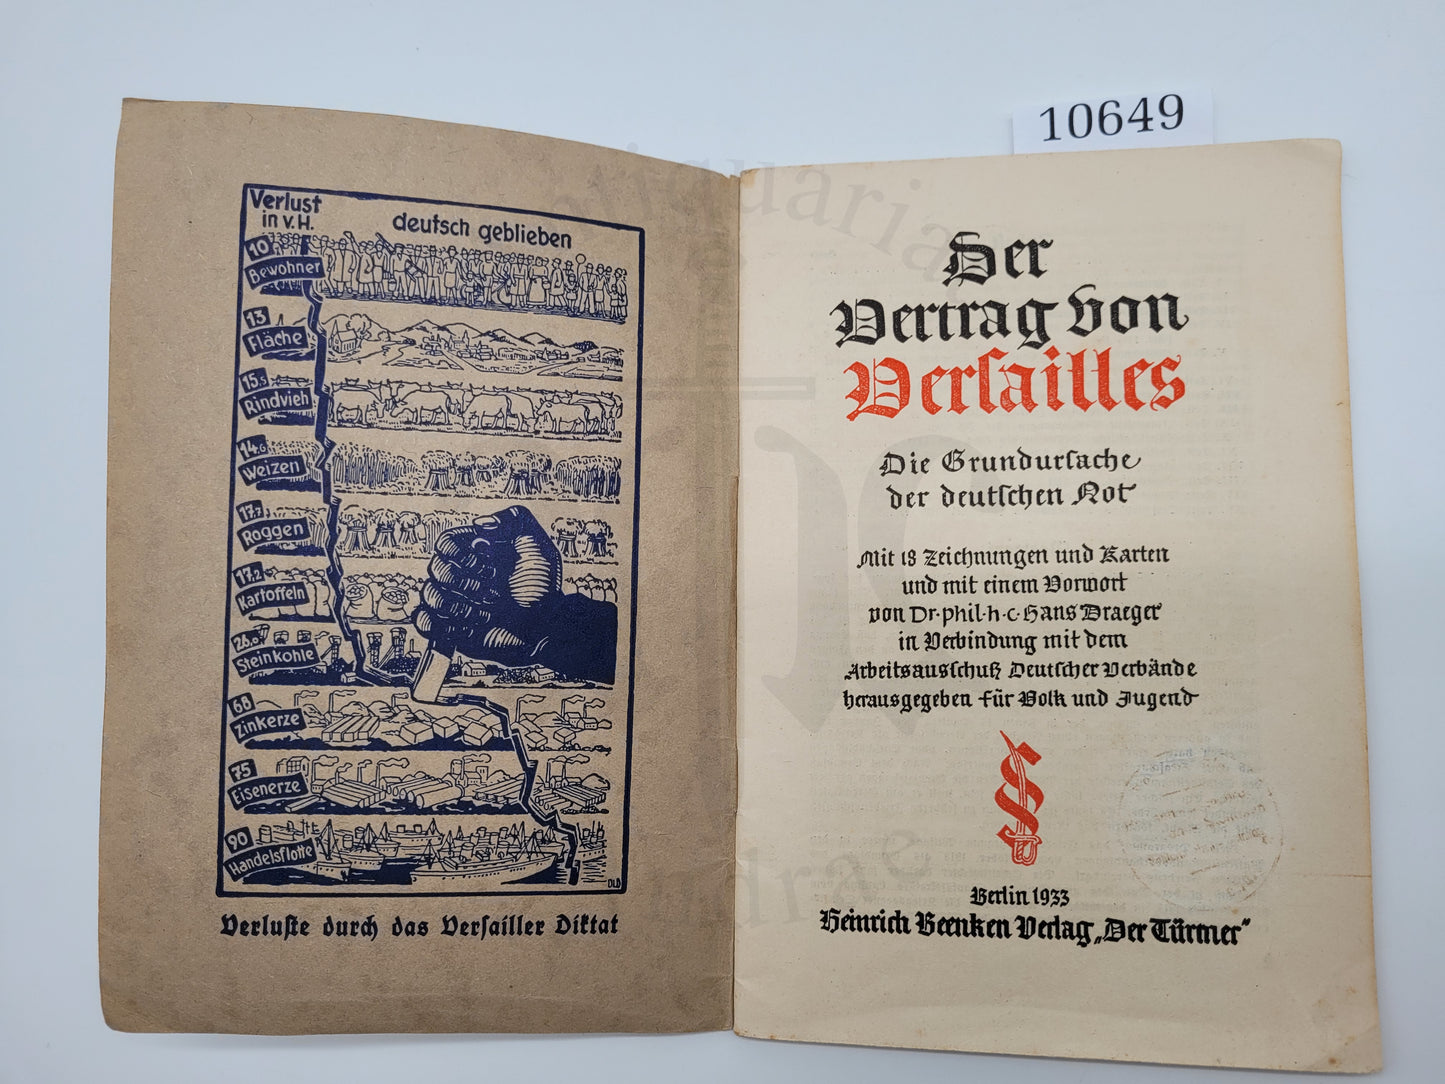 10649
Verlust
in v.H.
deutsch geblieben
10
Bewohner
13
Fläche
15,5
Rindvieh
14,6
Weizen
17,7
Roggen
17,2
Kartoffeln
26,0
Steinkohle
68
Zinkerze
75
Eisenerze
90
Handelsflotte
DLD
Verluſte durch das Verſailler Diktat
Der
Vertrag von
Verſailles
Die Grundurſache
der deutſchen Not
Mit 18 Zeichnungen und Karten
und mit einem Vorwort
von Dr·phil·h·c·Hans Draeger
in Verbindung mit dem
Arbeitsausſchuß Deutſcher Verbände
herausgegeben für Volk und Jugend
Berlin 1933
Heinrich Beenken Verlag „Der Türmer“